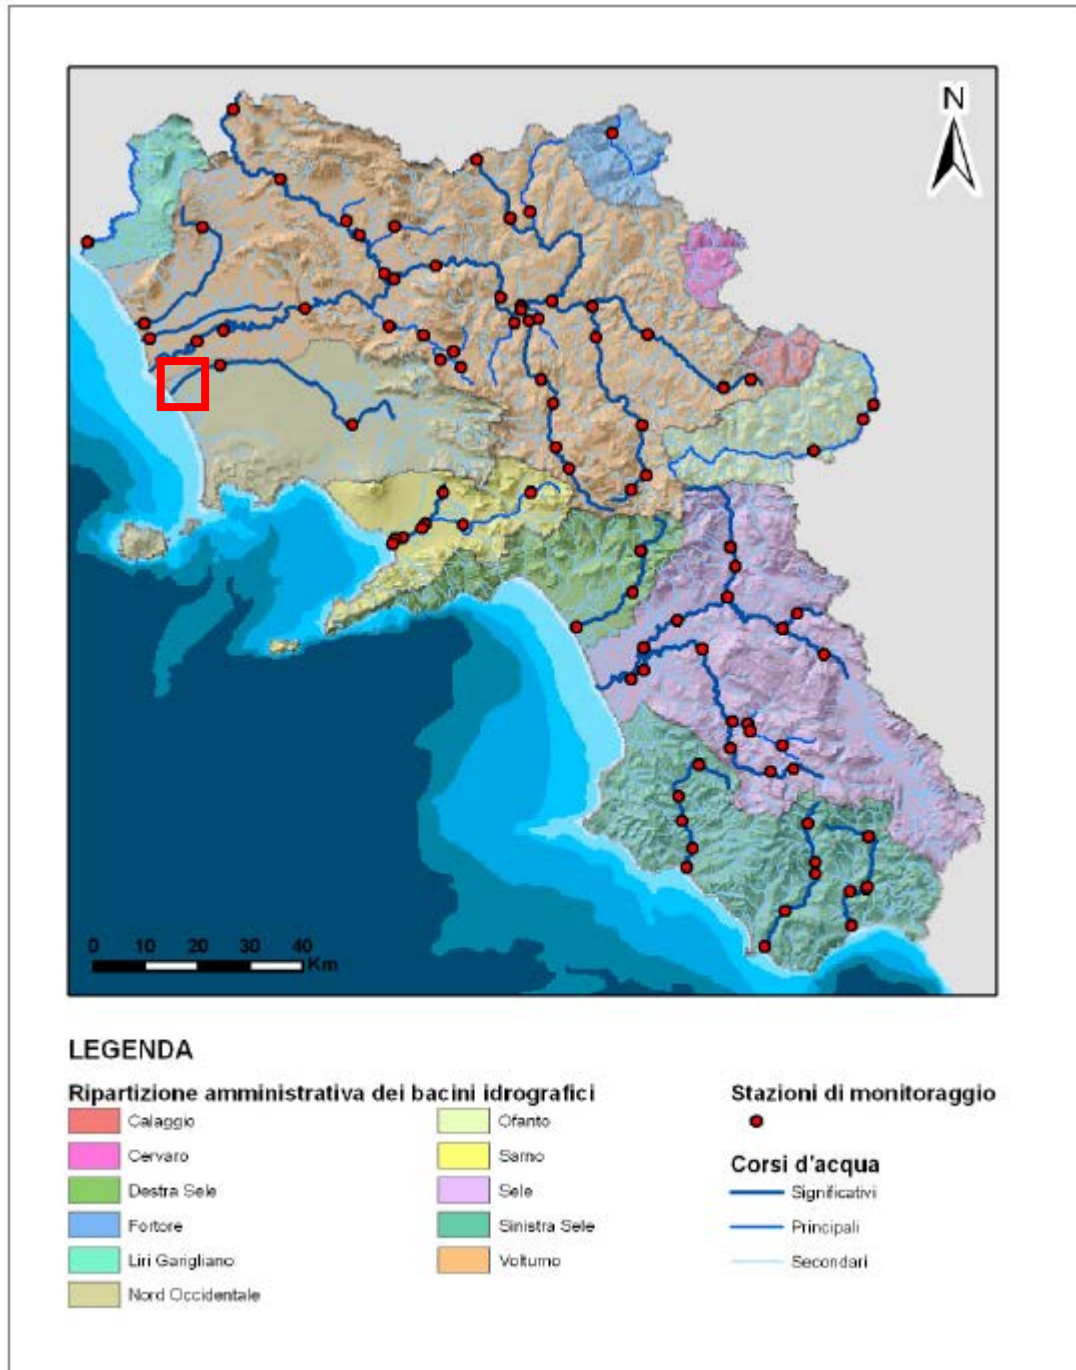 N
0 10 20 30 40
Km
LEGENDA
Ripartizione amministrativa dei bacini idrografici
Calaggio
Cervaro
Destra Sele
Fortore
Liri Garigliano
Nord Occidentale
Ofanto
Sarno
Sele
Sinistra Sele
Volturno
Stazioni di monitoraggio
Corsi d'acqua
Significativi
Principali
Secondari